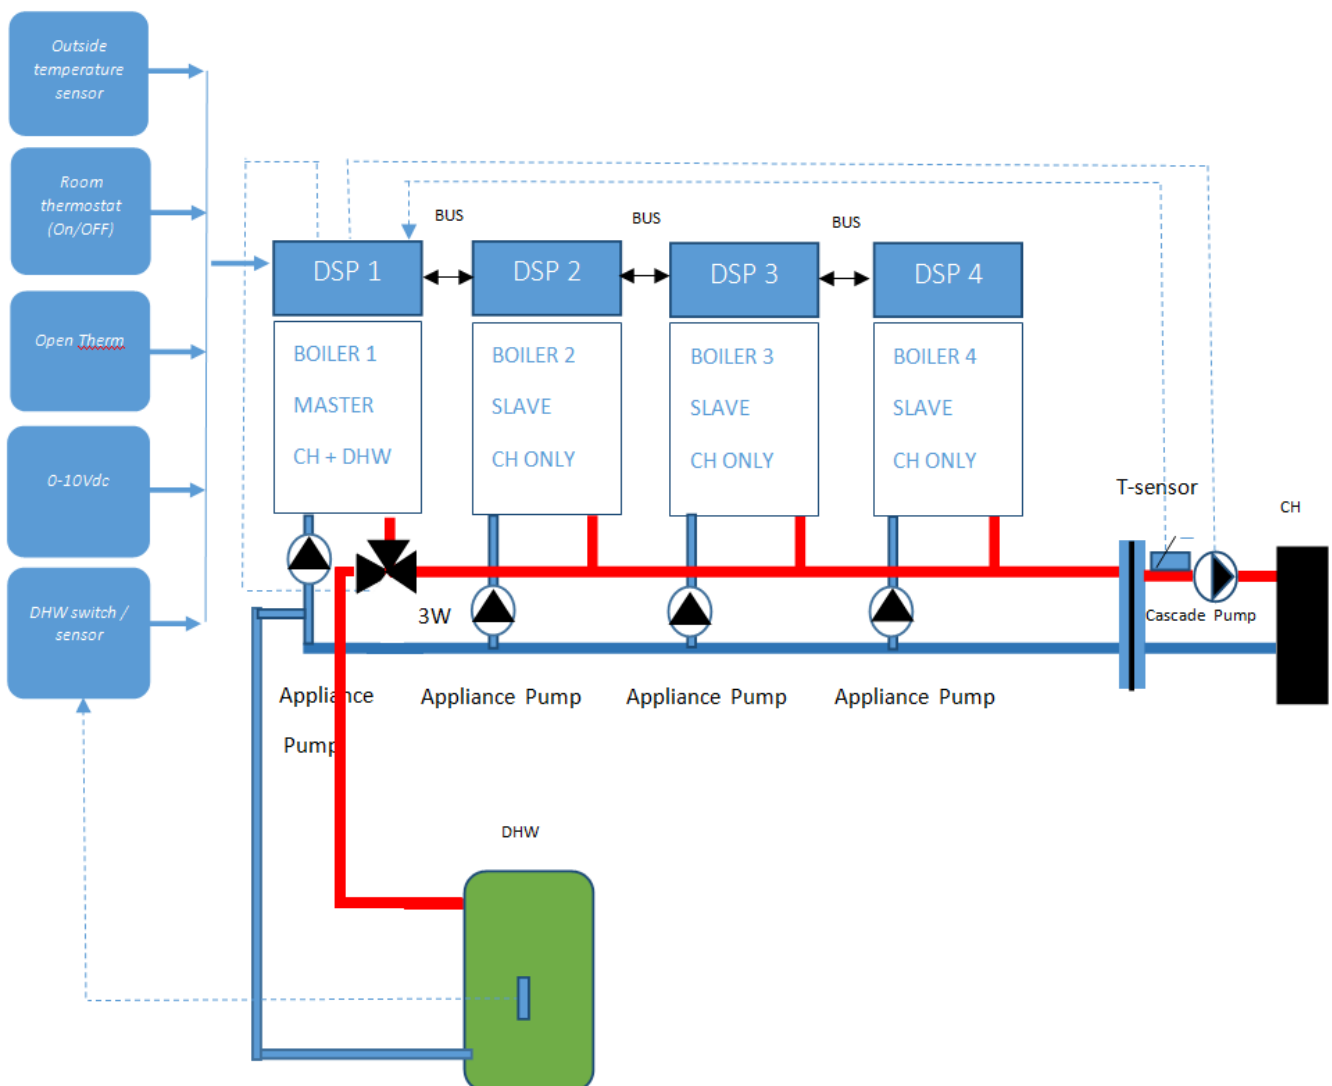 Outside
temperature
sensor
Room
thermostat
(On/OFF)
Open Therm
0-10Vdc
DHW switch /
sensor
BUS
BUS
BUS
DSP 1
DSP 2
DSP 3
DSP 4
BOILER 1
MASTER
CH + DHW
BOILER 2
SLAVE
CH ONLY
BOILER 3
SLAVE
CH ONLY
BOILER 4
SLAVE
CH ONLY
T-sensor
CH
3W
Cascade Pump
Appliance
Pump
Appliance Pump
Appliance Pump
Appliance Pump
DHW